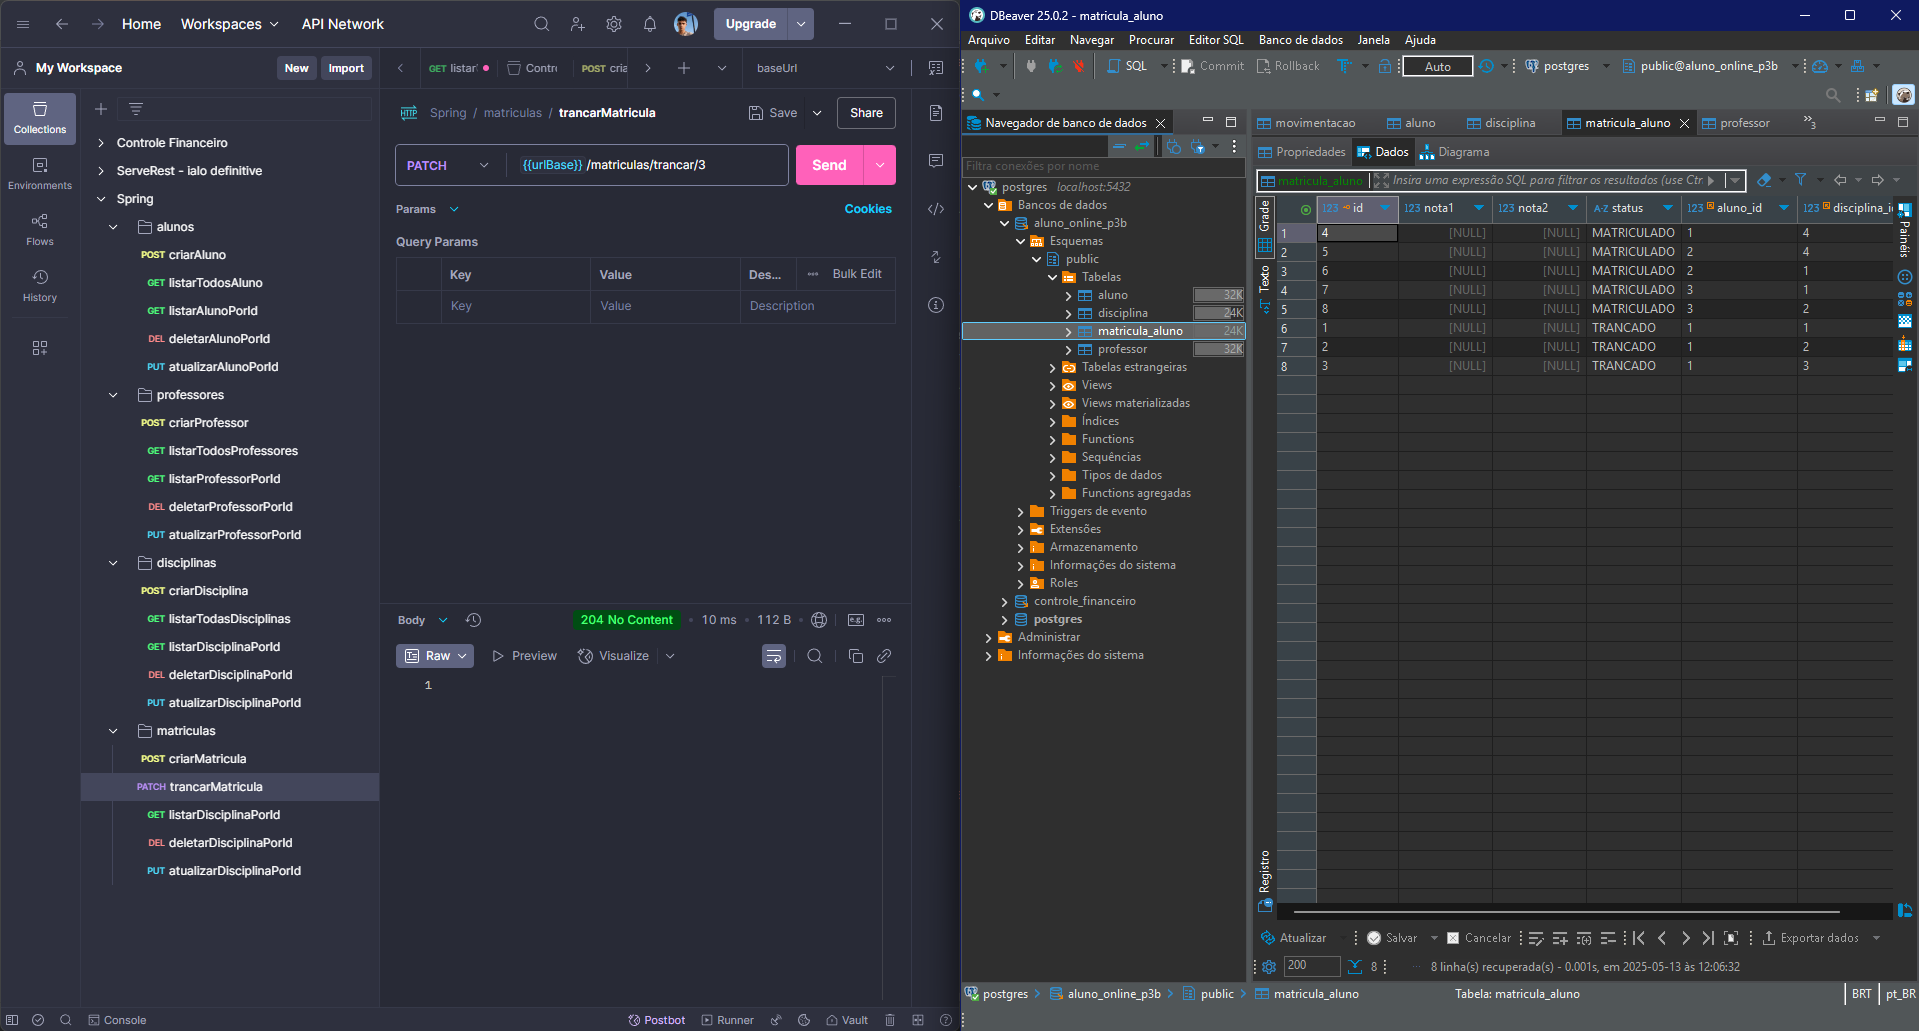 Home Workspaces API Network Upgrade
My Workspace New Import
GET listar Contro POST cria baseUrl
Collections
Environments
Flows
History
Controle Financeiro
ServeRest - ialo definitive
Spring
alunos
POST criarAluno
GET listarTodosAluno
GET listarAlunoPorId
DEL deletarAlunoPorId
PUT atualizarAlunoPorId
professores
POST criarProfessor
GET listarTodosProfessores
GET listarProfessorPorId
DEL deletarProfessorPorId
PUT atualizarProfessorPorId
disciplinas
POST criarDisciplina
GET listarTodasDisciplinas
GET listarDisciplinaPorId
DEL deletarDisciplinaPorId
PUT atualizarDisciplinaPorId
matriculas
POST criarMatricula
PATCH trancarMatricula
GET listarDisciplinaPorId
DEL deletarDisciplinaPorId
PUT atualizarDisciplinaPorId
HTTP Spring / matriculas / trancarMatricula Save Share
PATCH {{urlBase}} /matriculas/trancar/3 Send
Params Cookies
Query Params
Key Value Des... Bulk Edit
Key Value Description
Body 204 No Content 10 ms 112 B e.g.
Raw Preview Visualize
1
Console Postbot Runner Vault
DBeaver 25.0.2 - matricula_aluno
Arquivo Editar Navegar Procurar Editor SQL Banco de dados Janela Ajuda
SQL Commit Rollback Auto postgres public@aluno_online_p3b
Navegador de banco de dados
Filtra conexões por nome
postgres localhost:5432
Bancos de dados
aluno_online_p3b
Esquemas
public
Tabelas
aluno 32K
disciplina 24K
matricula_aluno 24K
professor 32K
Tabelas estrangeiras
Views
Views materializadas
Índices
Functions
Sequências
Tipos de dados
Functions agregadas
Triggers de evento
Extensões
Armazenamento
Informações do sistema
Roles
controle_financeiro
postgres
Administrar
Informações do sistema
movimentacao aluno disciplina matricula_aluno professor 3
Propriedades Dados Diagrama
matricula_aluno Insira uma expressão SQL para filtrar os resultados (use Ctr
Grade
Texto
Registro
Painéis
123 id 123 nota1 123 nota2 A-Z status 123 aluno_id 123 disciplina_i
1 4 [NULL] [NULL] MATRICULADO 1 4
2 5 [NULL] [NULL] MATRICULADO 2 4
3 6 [NULL] [NULL] MATRICULADO 2 1
4 7 [NULL] [NULL] MATRICULADO 3 1
5 8 [NULL] [NULL] MATRICULADO 3 2
6 1 [NULL] [NULL] TRANCADO 1 1
7 2 [NULL] [NULL] TRANCADO 1 2
8 3 [NULL] [NULL] TRANCADO 1 3
Atualizar Salvar Cancelar Exportar dados
200 8 8 linha(s) recuperada(s) - 0.001s, em 2025-05-13 às 12:06:32
postgres aluno_online_p3b public matricula_aluno Tabela: matricula_aluno BRT pt_BR